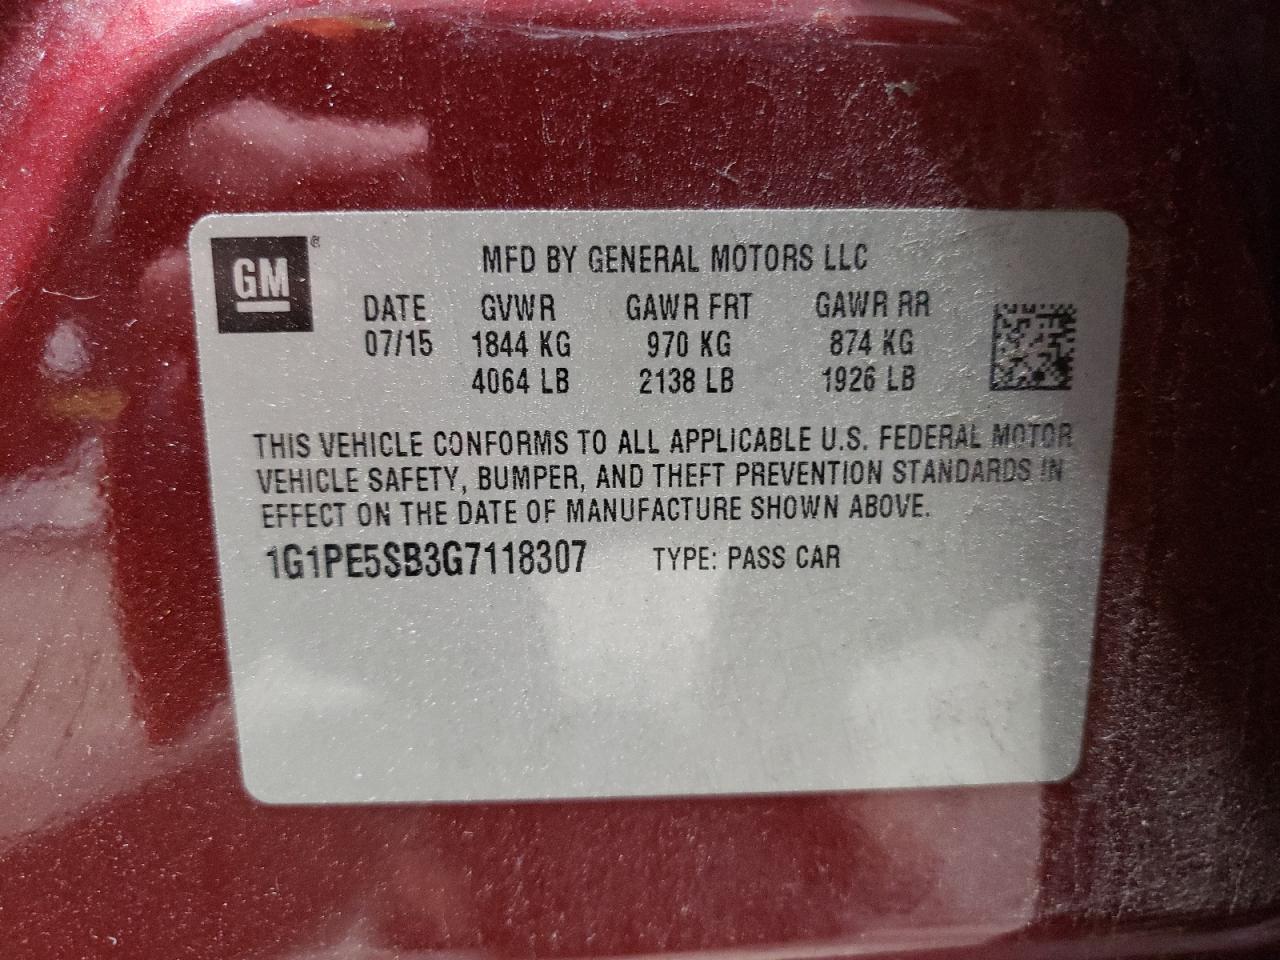 GM ®
MFD BY GENERAL MOTORS LLC
DATE GVWR GAWR FRT GAWR RR
07/15 1844 KG 970 KG 874 KG
4064 LB 2138 LB 1926 LB
THIS VEHICLE CONFORMS TO ALL APPLICABLE U.S. FEDERAL MOTOR
VEHICLE SAFETY, BUMPER, AND THEFT PREVENTION STANDARDS IN
EFFECT ON THE DATE OF MANUFACTURE SHOWN ABOVE.
1G1PE5SB3G7118307 TYPE: PASS CAR